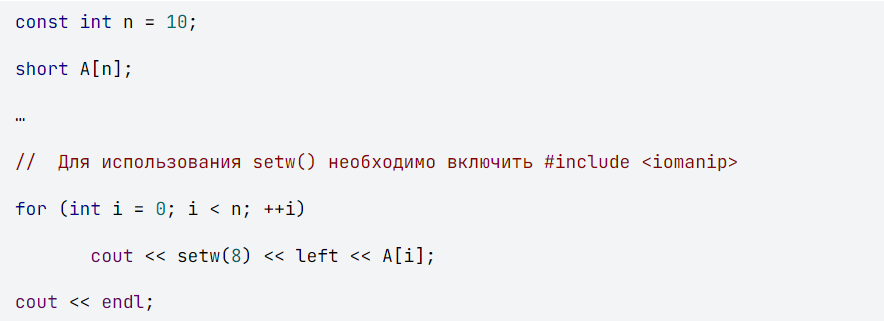 const int n = 10;
short A[n];
…
//  Для использования setw() необходимо включить #include <iomanip>
for (int i = 0; i < n; ++i)
       cout << setw(8) << left << A[i];
cout << endl;